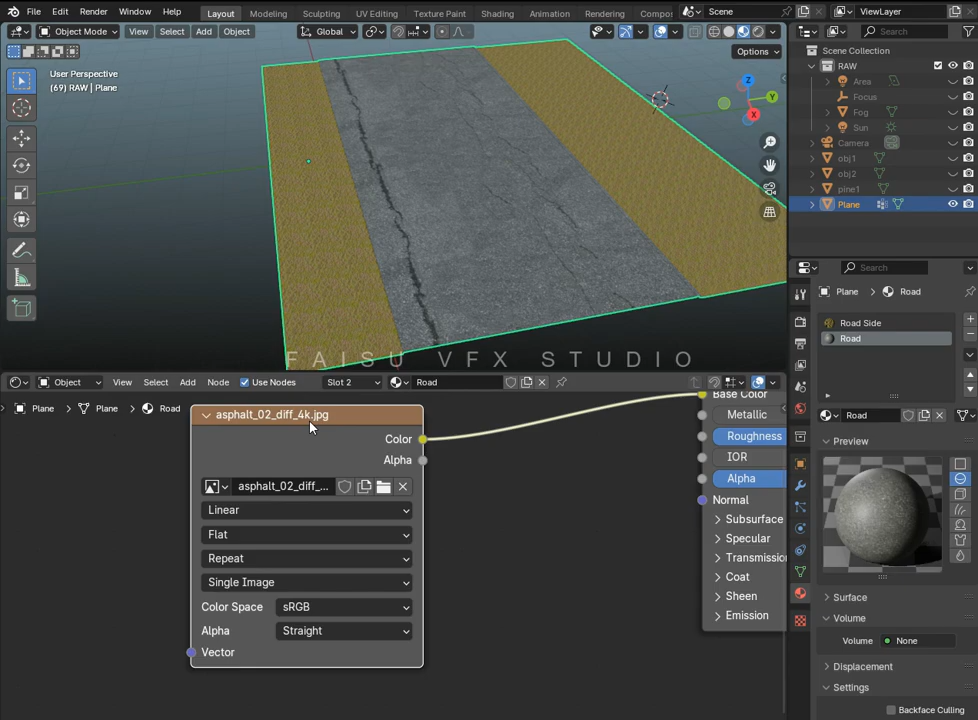 File Edit Render Window Help Layout Modeling Sculpting UV Editing Texture Paint Shading Animation Rendering Compos Scene ViewLayer
Object Mode View Select Add Object Global Search
Options
User Perspective
(69) RAW | Plane
Z
Y
X
Scene Collection
RAW
Area
Focus
Fog
Sun
Camera
obj1
obj2
pine1
Plane
FAISU VFX STUDIO
Search
Plane Road
Road Side
Road
Road
Preview
Surface
Volume
Volume None
Displacement
Settings
Backface Culling
Object View Select Add Node Use Nodes Slot 2 Road
Plane Plane Road
asphalt_02_diff_4k.jpg
Color
Alpha
asphalt_02_diff_...
Linear
Flat
Repeat
Single Image
Color Space sRGB
Alpha Straight
Vector
Base Color
Metallic
Roughness
IOR
Alpha
Normal
Subsurface
Specular
Transmissio
Coat
Sheen
Emission